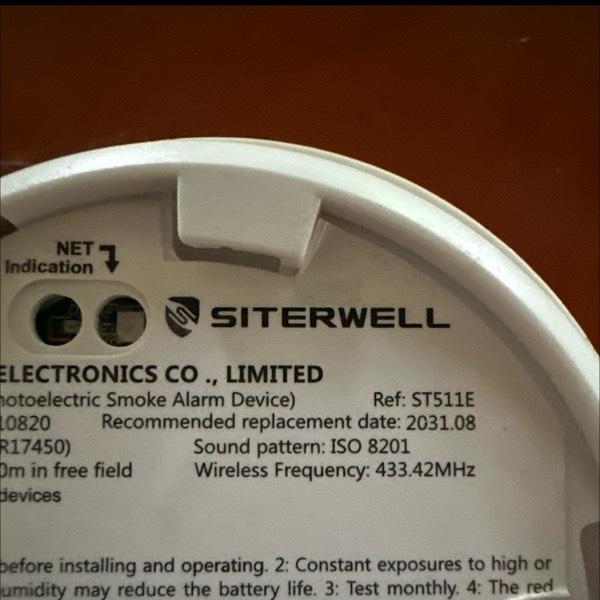 NET
Indication
SITERWELL
ELECTRONICS CO ., LIMITED
hotoelectric Smoke Alarm Device) Ref: ST511E
10820 Recommended replacement date: 2031.08
R17450) Sound pattern: ISO 8201
0m in free field Wireless Frequency: 433.42MHz
devices
before installing and operating. 2: Constant exposures to high or
umidity may reduce the battery life. 3: Test monthly. 4: The red